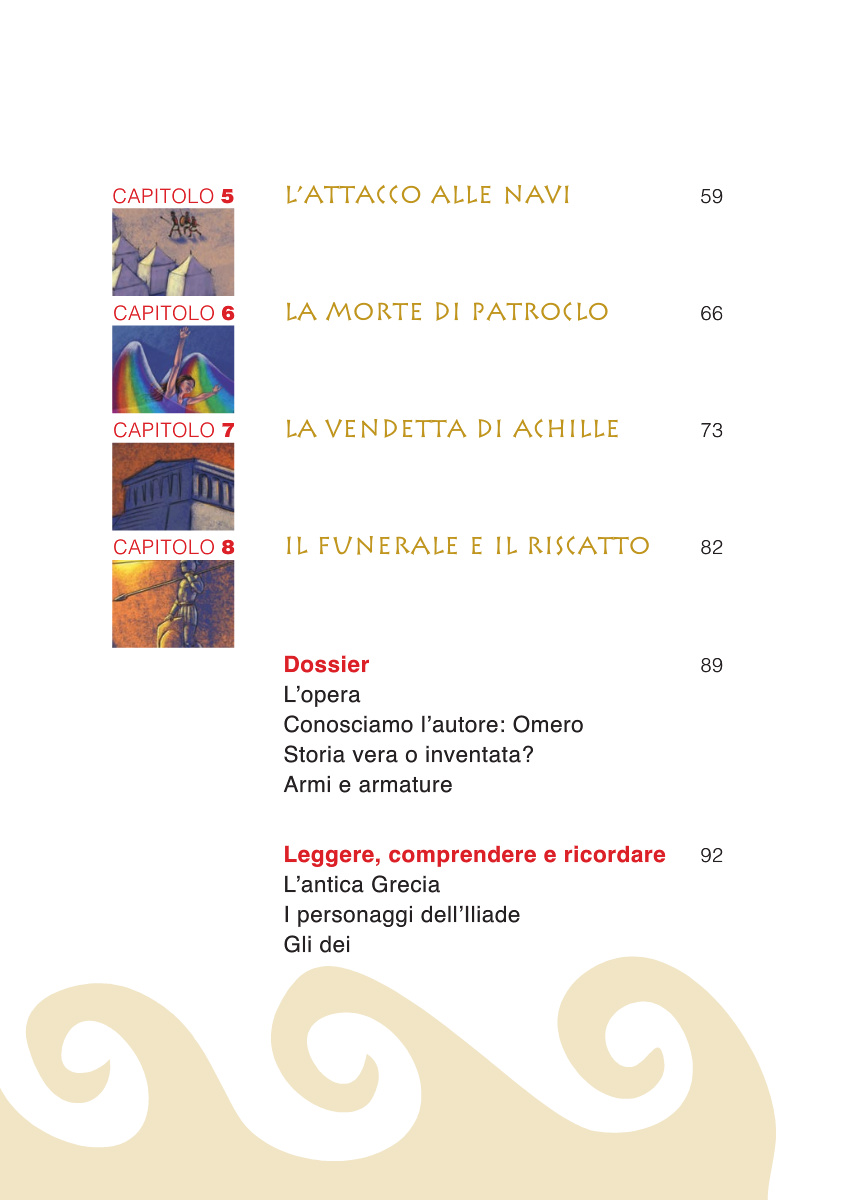 CAPITOLO 5 L'ATTACCO ALLE NAVI 59
CAPITOLO 6 LA MORTE DI PATROCLO 66
CAPITOLO 7 LA VENDETTA DI ACHILLE 73
CAPITOLO 8 IL FUNERALE E IL RISCATTO 82
Dossier 89
L'opera
Conosciamo l'autore: Omero
Storia vera o inventata?
Armi e armature
Leggere, comprendere e ricordare 92
L'antica Grecia
I personaggi dell'Iliade
Gli dei